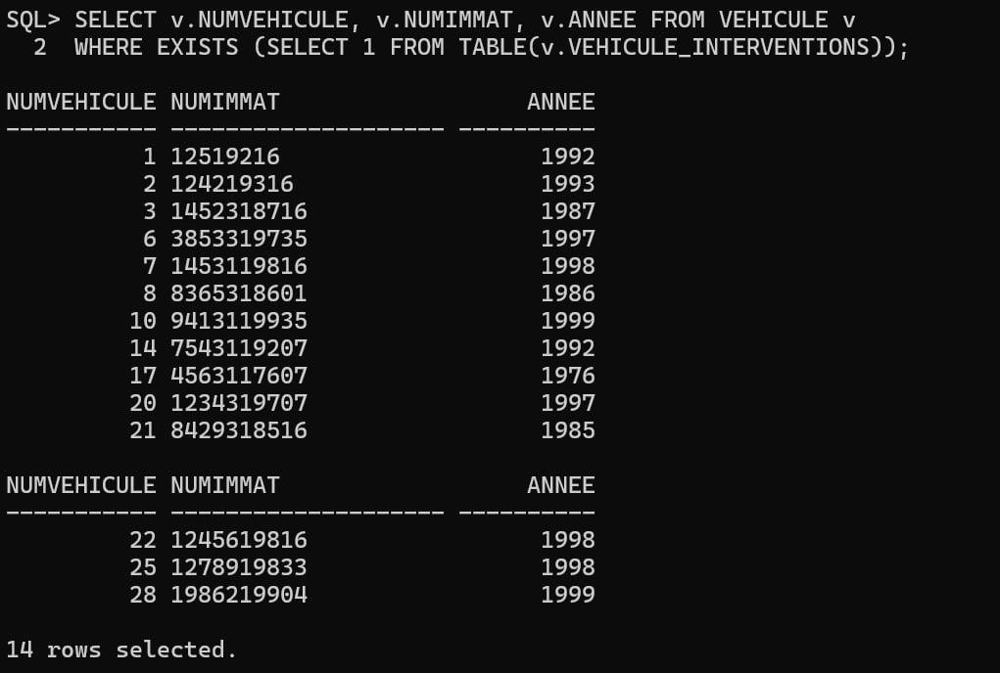 SQL> SELECT v.NUMVEHICULE, v.NUMIMMAT, v.ANNEE FROM VEHICULE v
  2  WHERE EXISTS (SELECT 1 FROM TABLE(v.VEHICULE_INTERVENTIONS));

NUMVEHICULE NUMIMMAT                  ANNEE
----------- -------------------- ----------
          1 12519216                   1992
          2 124219316                  1993
          3 1452318716                 1987
          6 3853319735                 1997
          7 1453119816                 1998
          8 8365318601                 1986
         10 9413119935                 1999
         14 7543119207                 1992
         17 4563117607                 1976
         20 1234319707                 1997
         21 8429318516                 1985

NUMVEHICULE NUMIMMAT                  ANNEE
----------- -------------------- ----------
         22 1245619816                 1998
         25 1278919833                 1998
         28 1986219904                 1999

14 rows selected.